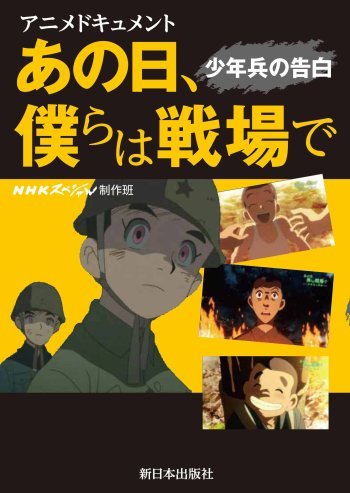 アニメドキュメント
あの日、
少年兵の告白
僕らは戦場で
NHKスペシャル 制作班
新日本出版社